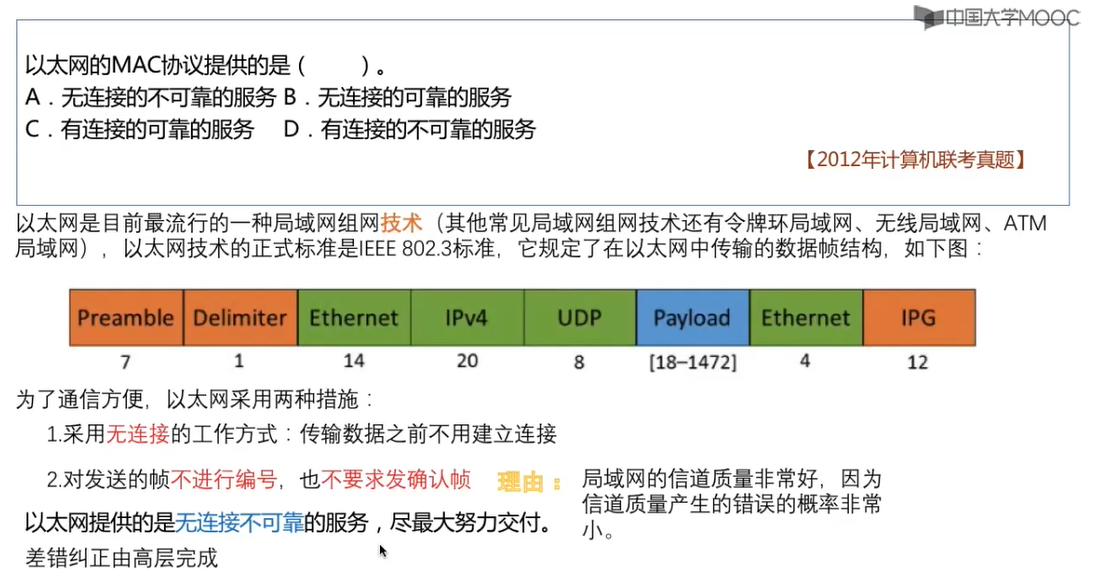 中国大学MOOC
以太网的MAC协议提供的是（　　）。
A．无连接的不可靠的服务 B．无连接的可靠的服务
C．有连接的可靠的服务 D．有连接的不可靠的服务
【2012年计算机联考真题】
以太网是目前最流行的一种局域网组网技术（其他常见局域网组网技术还有令牌环局域网、无线局域网、ATM
局域网），以太网技术的正式标准是IEEE 802.3标准，它规定了在以太网中传输的数据帧结构，如下图：
Preamble Delimiter Ethernet IPv4 UDP Payload Ethernet IPG
7 1 14 20 8 [18–1472] 4 12
为了通信方便，以太网采用两种措施：
1.采用无连接的工作方式：传输数据之前不用建立连接
2.对发送的帧不进行编号，也不要求发确认帧
理由：
局域网的信道质量非常好，因为
信道质量产生的错误的概率非常
小。
以太网提供的是无连接不可靠的服务，尽最大努力交付。
差错纠正由高层完成